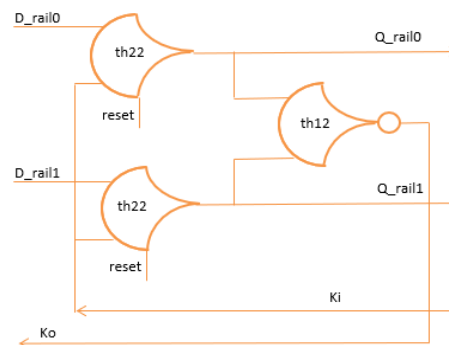 D_rail0
Q_rail0
th22
reset
th12
D_rail1
Q_rail1
th22
reset
Ki
Ko